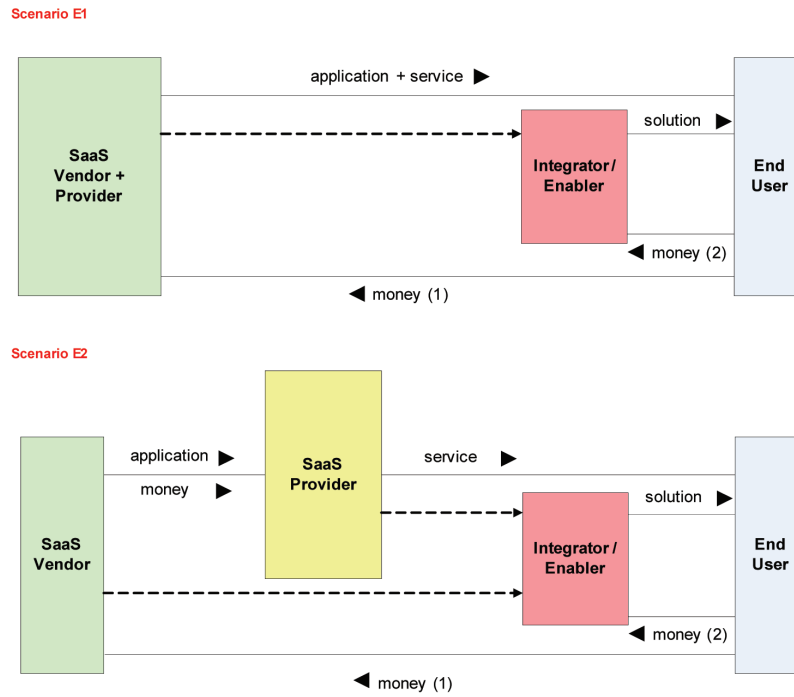 Scenario E1
application + service
SaaS
Vendor +
Provider
solution
Integrator/
Enabler
End
User
money (2)
money (1)
Scenario E2
application
money
SaaS
Provider
service
solution
SaaS
Vendor
Integrator /
Enabler
End
User
money (2)
money (1)